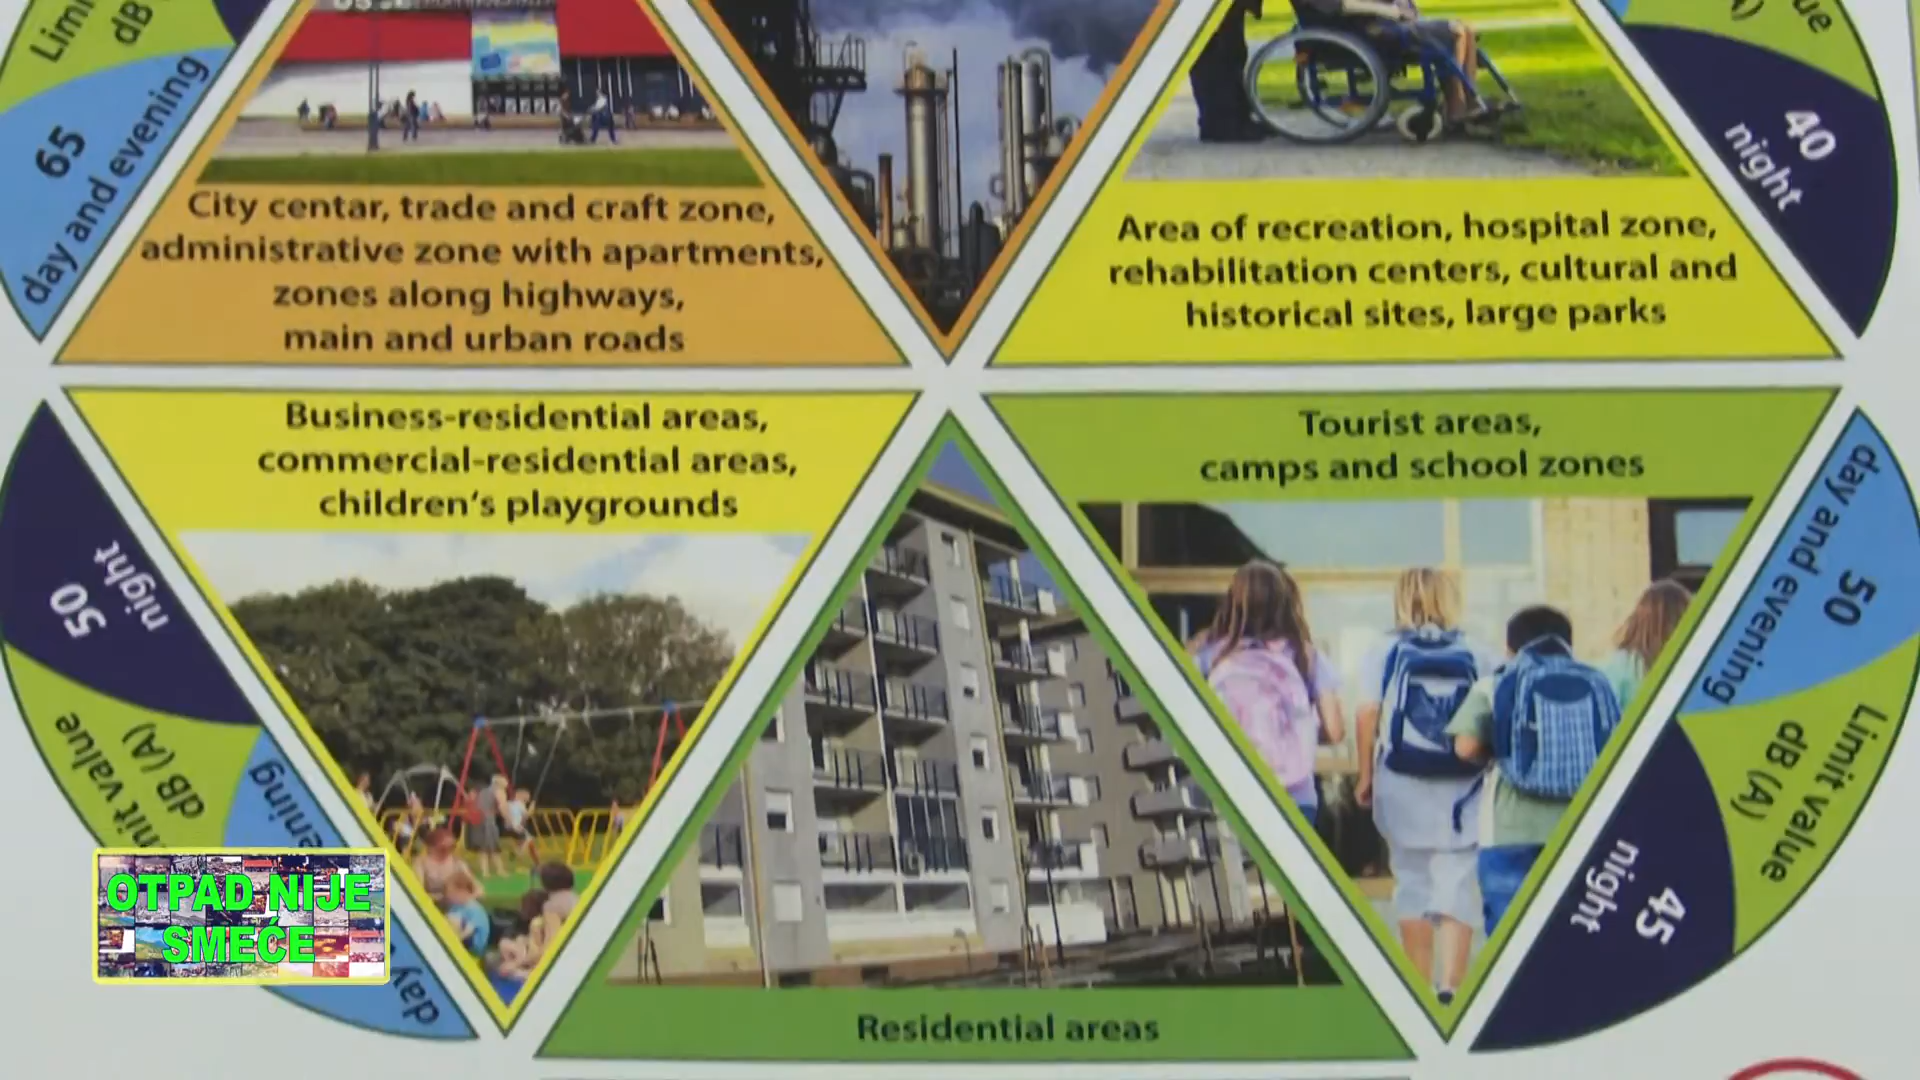 65
day and evening
City centar, trade and craft zone,
administrative zone with apartments,
zones along highways,
main and urban roads
Area of recreation, hospital zone,
rehabilitation centers, cultural and
historical sites, large parks
40
night
Business-residential areas,
commercial-residential areas,
children's playgrounds
Tourist areas,
camps and school zones
50
night
dB (A)
50
day and evening
Limit value
dB (A)
45
night
OTPAD NIJE
SMEĆE
Residential areas